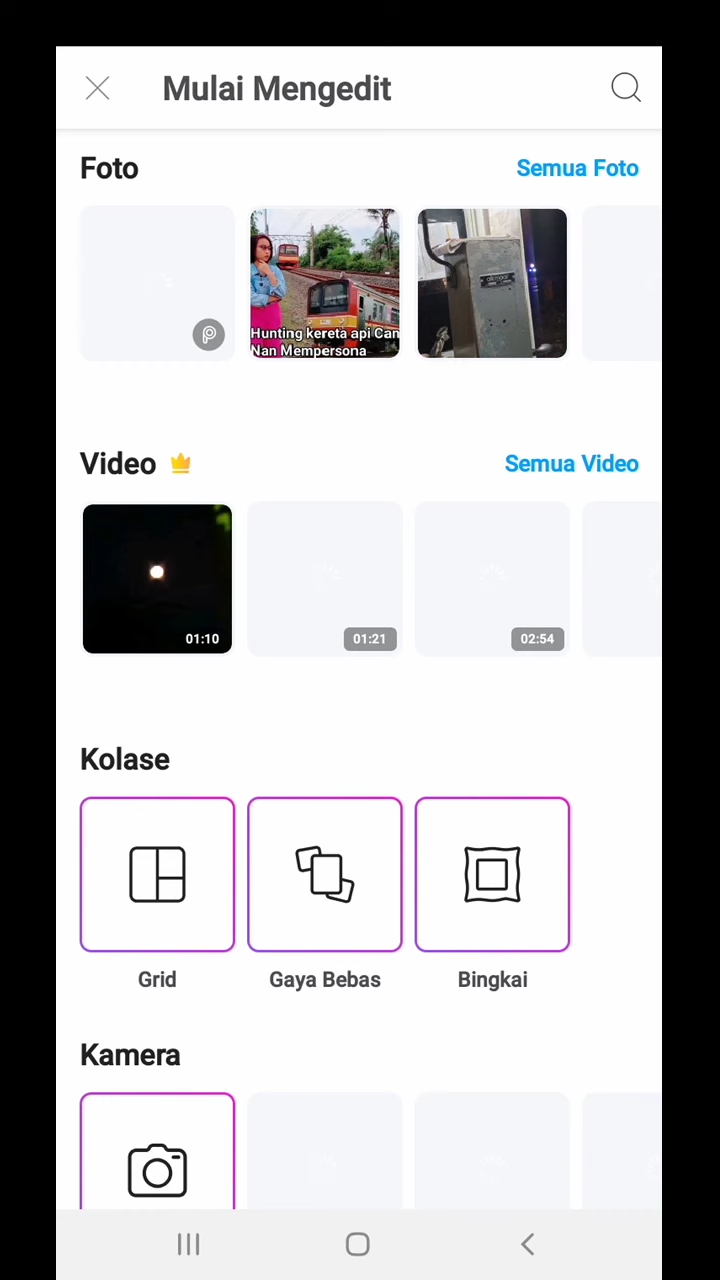 Mulai Mengedit
Foto
Semua Foto
Hunting kereta api Can
Nan Mempersona
Video
Semua Video
01:10
01:21
02:54
Kolase
Grid
Gaya Bebas
Bingkai
Kamera